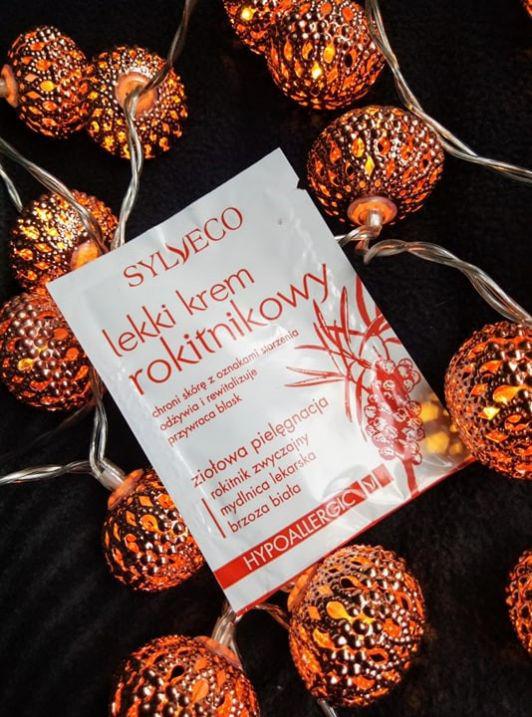 SYLVECO
lekki krem
rokitnikowy
chroni skórę z oznakami starzenia
odżywia i rewitalizuje
przywraca blask
ziołowa pielęgnacja
rokitnik zwyczajny
mydlnica lekarska
brzoza biała
HYPOALLERGIC